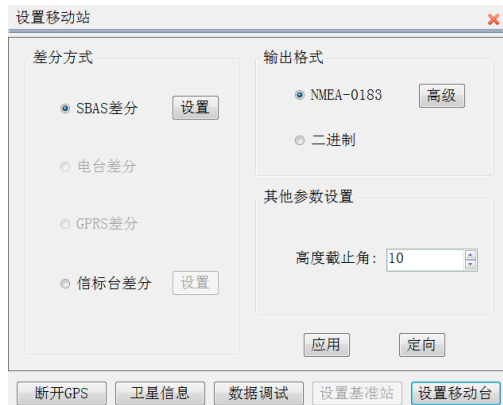 设置移动站
差分方式
SBAS差分
设置
电台差分
GPRS差分
信标台差分
设置
输出格式
NMEA-0183
高级
二进制
其他参数设置
高度截止角: 10
应用
定向
断开GPS
卫星信息
数据调试
设置基准站
设置移动台